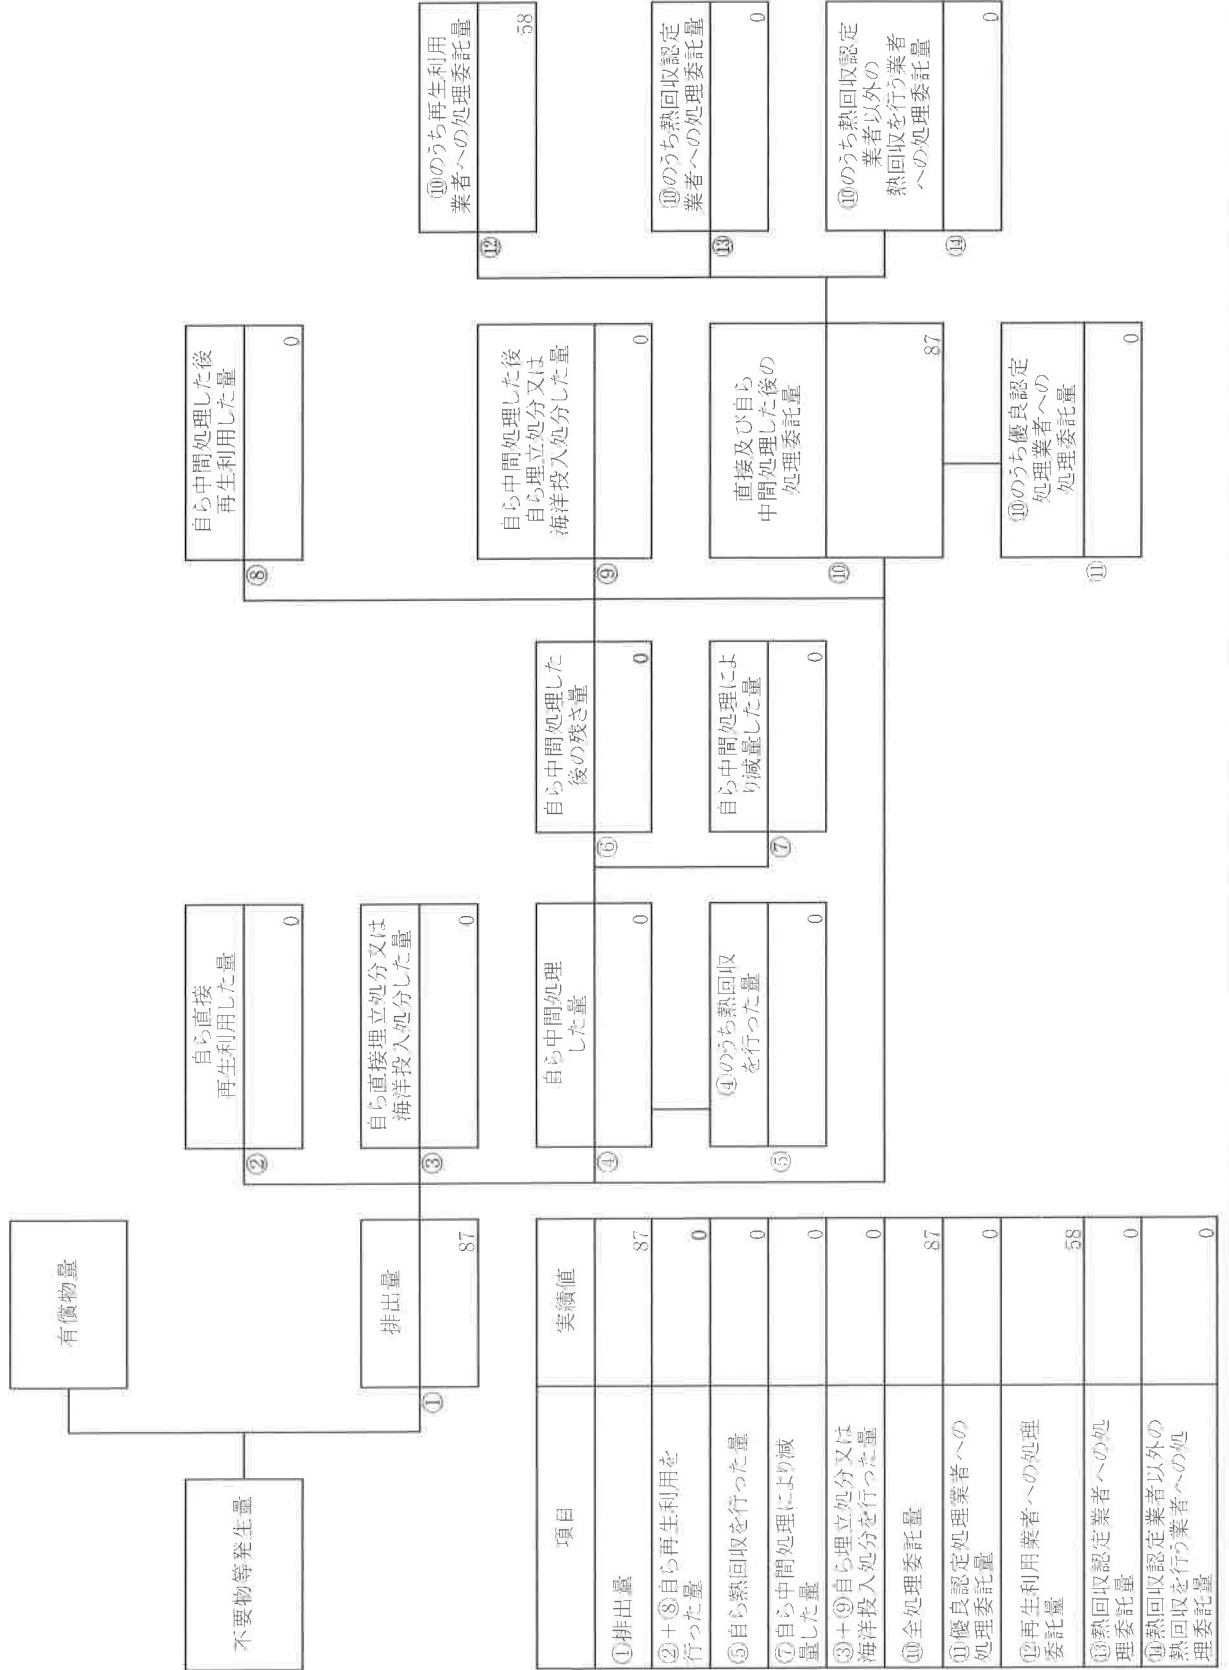 不要物等発生量
有償物量
①
排出量
87
②
自ら直接
再生利用した量
0
③
自ら直接埋立処分又は
海洋投入処分した量
0
④
自ら中間処理
した量
0
⑤
④のうち熱回収
を行った量
0
⑥
自ら中間処理した
後の残さ量
0
⑦
自ら中間処理によ
り減量した量
0
⑧
自ら中間処理した後
再生利用した量
0
⑨
自ら中間処理した後
自ら埋立処分又は
海洋投入処分した量
0
⑩
直接及び自ら
中間処理した後の
処理委託量
87
⑪
⑩のうち優良認定
処理業者への
処理委託量
0
⑫
⑩のうち再生利用
業者への処理委託量
58
⑬
⑩のうち熱回収認定
業者への処理委託量
0
⑭
⑩のうち熱回収認定
業者以外の
熱回収を行う業者
への処理委託量
0
項目
実績値
①排出量
87
②+⑧自ら再生利用を
行った量
0
⑤自ら熱回収を行った量
0
⑦自ら中間処理により減
量した量
0
③+⑨自ら埋立処分又は
海洋投入処分を行った量
0
⑩全処理委託量
87
⑪優良認定処理業者への
処理委託量
0
⑫再生利用業者への処理
委託量
58
⑬熱回収認定業者への処
理委託量
0
⑭熱回収認定業者以外の
熱回収を行う業者への処
理委託量
0